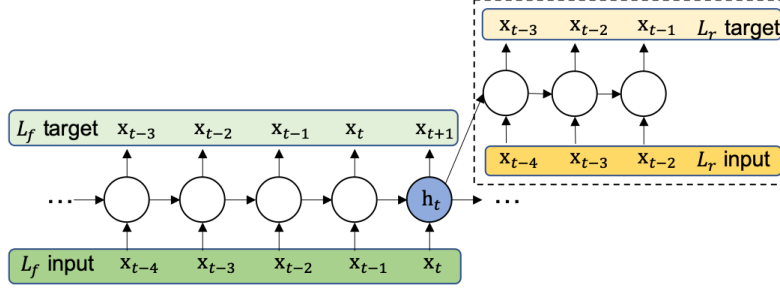 x_{t−3} x_{t−2} x_{t−1} L_r target
x_{t−4} x_{t−3} x_{t−2} L_r input
L_f target x_{t−3} x_{t−2} x_{t−1} x_t x_{t+1}
... h_t ...
L_f input x_{t−4} x_{t−3} x_{t−2} x_{t−1} x_t